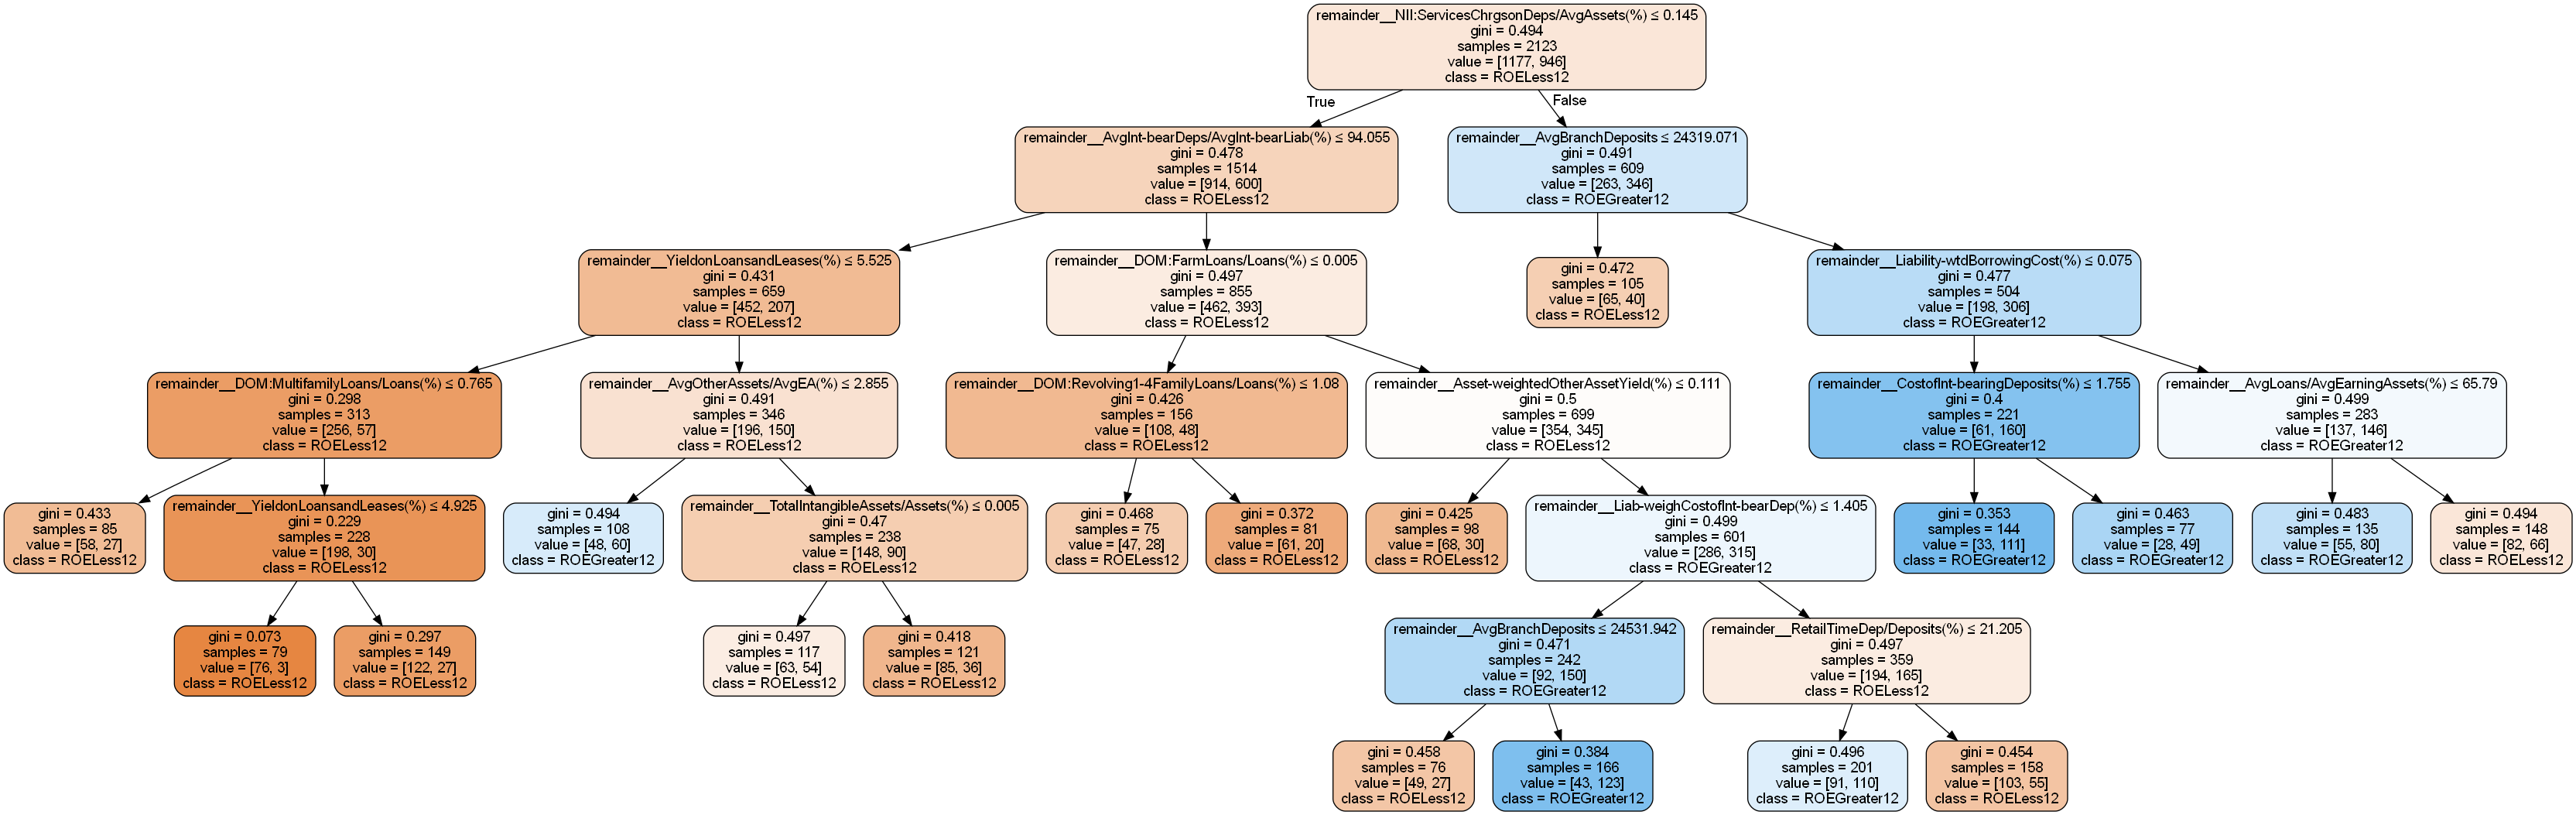 remainder__NII:ServicesChrgsonDeps/AvgAssets(%) ≤ 0.145
gini = 0.494
samples = 2123
value = [1177, 946]
class = ROELess12
True
False
remainder__AvgInt-bearDeps/AvgInt-bearLiab(%) ≤ 94.055
gini = 0.478
samples = 1514
value = [914, 600]
class = ROELess12
remainder__AvgBranchDeposits ≤ 24319.071
gini = 0.491
samples = 609
value = [263, 346]
class = ROEGreater12
remainder__YieldonLoansandLeases(%) ≤ 5.525
gini = 0.431
samples = 659
value = [452, 207]
class = ROELess12
remainder__DOM:FarmLoans/Loans(%) ≤ 0.005
gini = 0.497
samples = 855
value = [462, 393]
class = ROELess12
gini = 0.472
samples = 105
value = [65, 40]
class = ROELess12
remainder__Liability-wtdBorrowingCost(%) ≤ 0.075
gini = 0.477
samples = 504
value = [198, 306]
class = ROEGreater12
remainder__DOM:MultifamilyLoans/Loans(%) ≤ 0.765
gini = 0.298
samples = 313
value = [256, 57]
class = ROELess12
remainder__AvgOtherAssets/AvgEA(%) ≤ 2.855
gini = 0.491
samples = 346
value = [196, 150]
class = ROELess12
remainder__DOM:Revolving1-4FamilyLoans/Loans(%) ≤ 1.08
gini = 0.426
samples = 156
value = [108, 48]
class = ROELess12
remainder__Asset-weightedOtherAssetYield(%) ≤ 0.111
gini = 0.5
samples = 699
value = [354, 345]
class = ROELess12
remainder__CostofInt-bearingDeposits(%) ≤ 1.755
gini = 0.4
samples = 221
value = [61, 160]
class = ROEGreater12
remainder__AvgLoans/AvgEarningAssets(%) ≤ 65.79
gini = 0.499
samples = 283
value = [137, 146]
class = ROEGreater12
gini = 0.433
samples = 85
value = [58, 27]
class = ROELess12
remainder__YieldonLoansandLeases(%) ≤ 4.925
gini = 0.229
samples = 228
value = [198, 30]
class = ROELess12
gini = 0.494
samples = 108
value = [48, 60]
class = ROEGreater12
remainder__TotalIntangibleAssets/Assets(%) ≤ 0.005
gini = 0.47
samples = 238
value = [148, 90]
class = ROELess12
gini = 0.468
samples = 75
value = [47, 28]
class = ROELess12
gini = 0.372
samples = 81
value = [61, 20]
class = ROELess12
gini = 0.425
samples = 98
value = [68, 30]
class = ROELess12
remainder__Liab-weighCostofInt-bearDep(%) ≤ 1.405
gini = 0.499
samples = 601
value = [286, 315]
class = ROEGreater12
gini = 0.353
samples = 144
value = [33, 111]
class = ROEGreater12
gini = 0.463
samples = 77
value = [28, 49]
class = ROEGreater12
gini = 0.483
samples = 135
value = [55, 80]
class = ROEGreater12
gini = 0.494
samples = 148
value = [82, 66]
class = ROELess12
gini = 0.073
samples = 79
value = [76, 3]
class = ROELess12
gini = 0.297
samples = 149
value = [122, 27]
class = ROELess12
gini = 0.497
samples = 117
value = [63, 54]
class = ROELess12
gini = 0.418
samples = 121
value = [85, 36]
class = ROELess12
remainder__AvgBranchDeposits ≤ 24531.942
gini = 0.471
samples = 242
value = [92, 150]
class = ROEGreater12
remainder__RetailTimeDep/Deposits(%) ≤ 21.205
gini = 0.497
samples = 359
value = [194, 165]
class = ROELess12
gini = 0.458
samples = 76
value = [49, 27]
class = ROELess12
gini = 0.384
samples = 166
value = [43, 123]
class = ROEGreater12
gini = 0.496
samples = 201
value = [91, 110]
class = ROEGreater12
gini = 0.454
samples = 158
value = [103, 55]
class = ROELess12